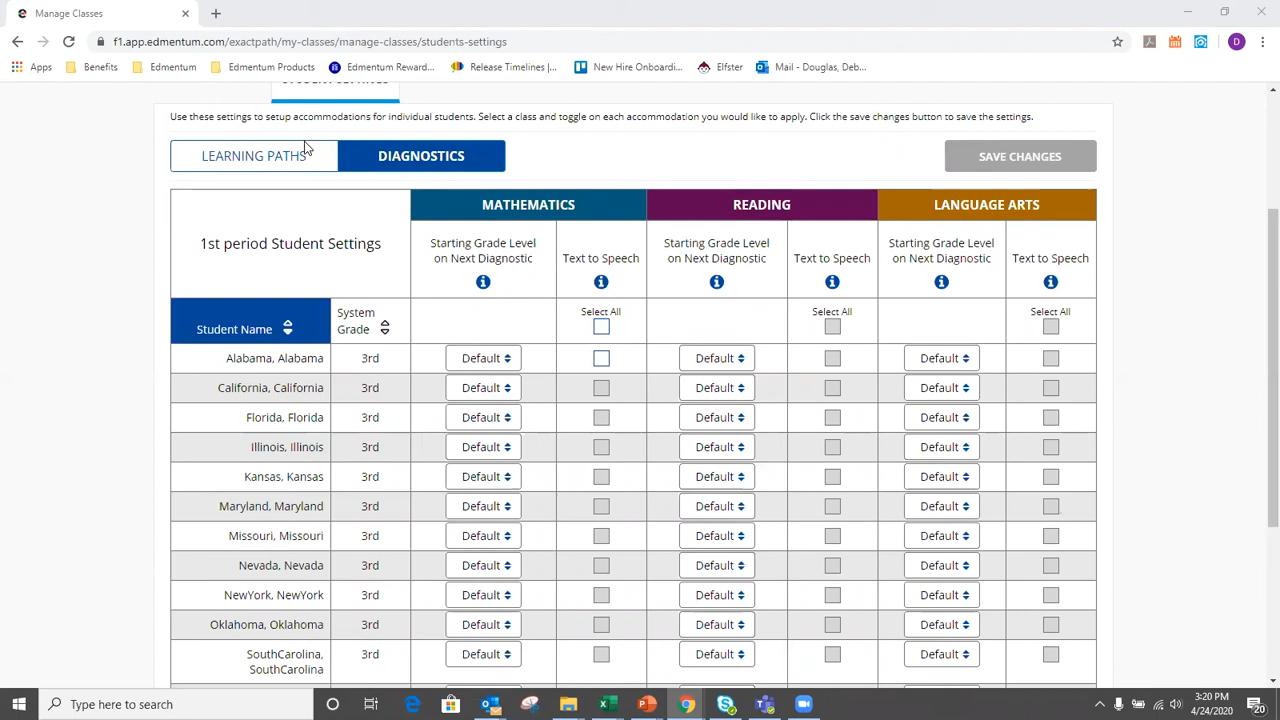 Manage Classes
f1.app.edmentum.com/exactpath/my-classes/manage-classes/students-settings
D
Apps Benefits Edmentum Edmentum Products Edmentum Reward... Release Timelines |... New Hire Onboardi... Elfster Mail - Douglas, Deb...
STUDENT SETTINGS
Use these settings to setup accommodations for individual students. Select a class and toggle on each accommodation you would like to apply. Click the save changes button to save the settings.
LEARNING PATHS DIAGNOSTICS SAVE CHANGES
MATHEMATICS READING LANGUAGE ARTS
1st period Student Settings
Starting Grade Level on Next Diagnostic
Text to Speech
Starting Grade Level on Next Diagnostic
Text to Speech
Starting Grade Level on Next Diagnostic
Text to Speech
Student Name
System Grade
Select All Select All Select All
Alabama, Alabama 3rd Default Default Default
California, California 3rd Default Default Default
Florida, Florida 3rd Default Default Default
Illinois, Illinois 3rd Default Default Default
Kansas, Kansas 3rd Default Default Default
Maryland, Maryland 3rd Default Default Default
Missouri, Missouri 3rd Default Default Default
Nevada, Nevada 3rd Default Default Default
NewYork, NewYork 3rd Default Default Default
Oklahoma, Oklahoma 3rd Default Default Default
SouthCarolina, SouthCarolina 3rd Default Default Default
Type here to search
3:20 PM
4/24/2020
20